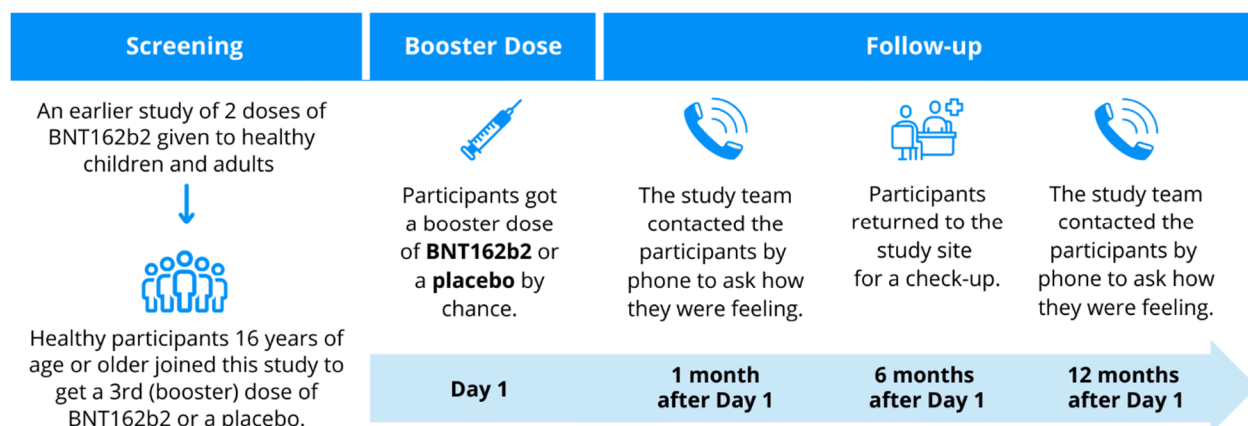 Screening
An earlier study of 2 doses of
BNT162b2 given to healthy
children and adults
Healthy participants 16 years of
age or older joined this study to
get a 3rd (booster) dose of
BNT162b2 or a placebo.
Booster Dose
Participants got
a booster dose
of BNT162b2 or
a placebo by
chance.
Day 1
Follow-up
The study team
contacted the
participants by
phone to ask how
they were feeling.
1 month
after Day 1
Participants
returned to the
study site
for a check-up.
6 months
after Day 1
The study team
contacted the
participants by
phone to ask how
they were feeling.
12 months
after Day 1